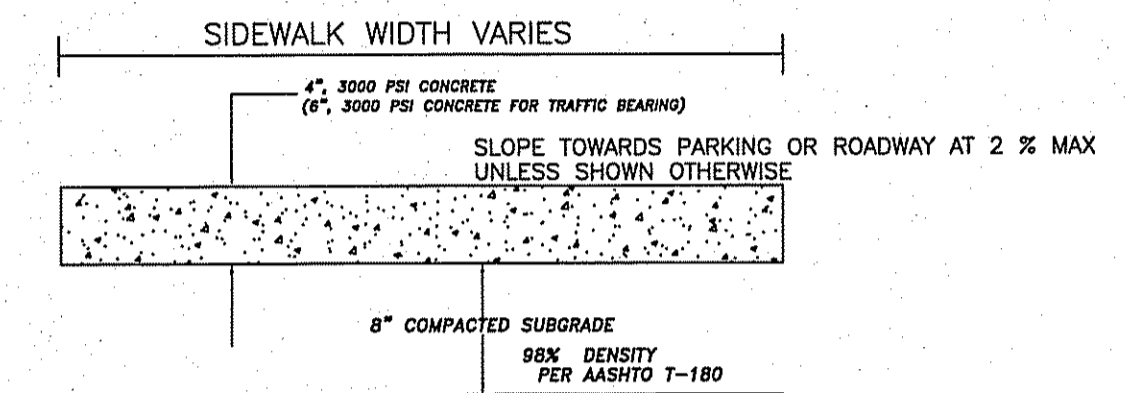 SIDEWALK WIDTH VARIES
4", 3000 PSI CONCRETE
(6", 3000 PSI CONCRETE FOR TRAFFIC BEARING)
SLOPE TOWARDS PARKING OR ROADWAY AT 2 % MAX
UNLESS SHOWN OTHERWISE
8" COMPACTED SUBGRADE
98% DENSITY
PER AASHTO T-180